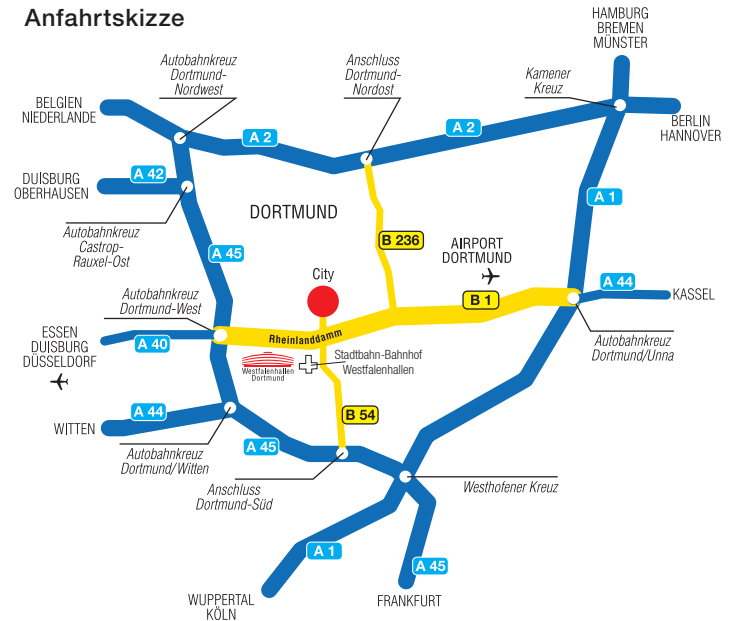 Anfahrtskizze
HAMBURG
BREMEN
MÜNSTER
Autobahnkreuz
Dortmund-
Nordwest
Anschluss
Dortmund-
Nordost
Kamener
Kreuz
BELGIEN
NIEDERLANDE
BERLIN
HANNOVER
A 2
A 2
DUISBURG
OBERHAUSEN
A 42
A 1
DORTMUND
Autobahnkreuz
Castrop-
Rauxel-Ost
A 45
B 236
AIRPORT
DORTMUND
City
A 44
KASSEL
Autobahnkreuz
Dortmund-West
B 1
ESSEN
DUISBURG
DÜSSELDORF
A 40
Rheinlanddamm
Autobahnkreuz
Dortmund/Unna
Westfalenhallen
Dortmund
Stadtbahn-Bahnhof
Westfalenhallen
A 44
WITTEN
B 54
Autobahnkreuz
Dortmund/Witten
A 45
Anschluss
Dortmund-Süd
Westhofener Kreuz
A 1
A 45
WUPPERTAL
KÖLN
FRANKFURT